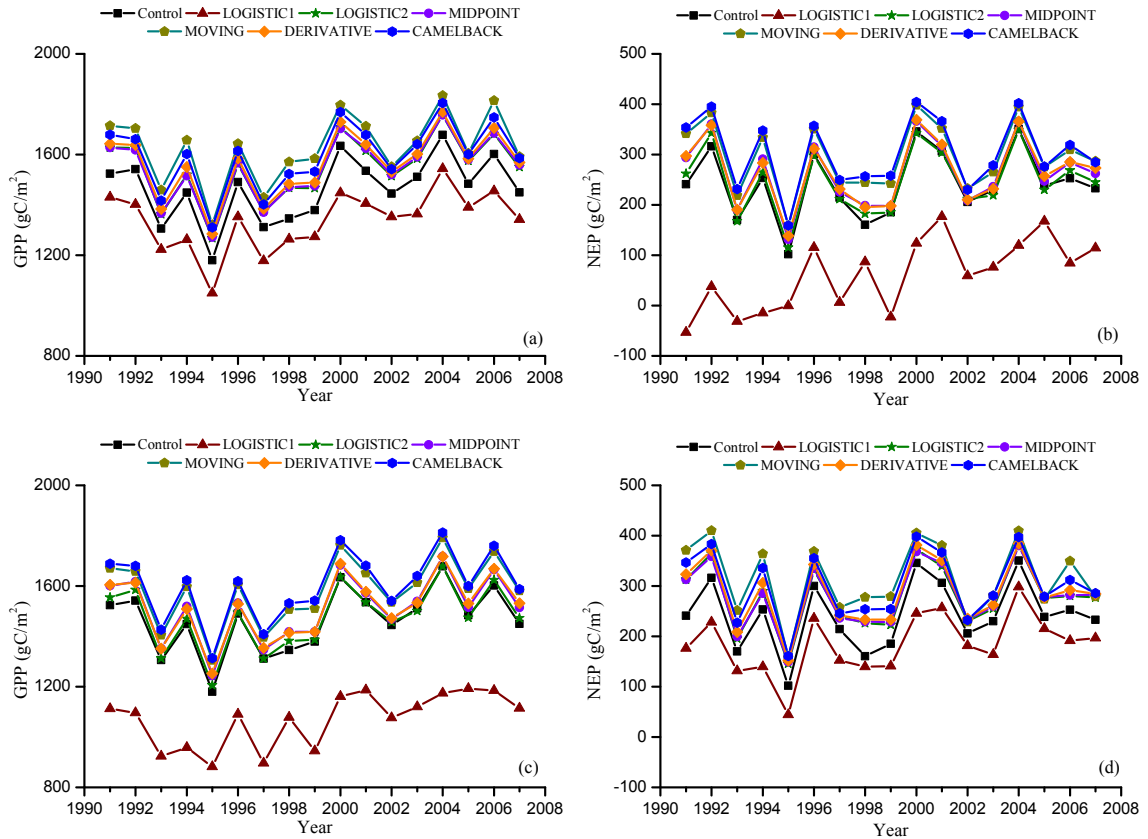 Control LOGISTIC1 LOGISTIC2 MIDPOINT
MOVING DERIVATIVE CAMELBACK
2000
1600
1200
800
GPP (gC/m²)
(a)
1990 1992 1994 1996 1998 2000 2002 2004 2006 2008
Year
Control LOGISTIC1 LOGISTIC2 MIDPOINT
MOVING DERIVATIVE CAMELBACK
500
400
300
200
100
0
-100
NEP (gC/m²)
(b)
1990 1992 1994 1996 1998 2000 2002 2004 2006 2008
Year
Control LOGISTIC1 LOGISTIC2 MIDPOINT
MOVING DERIVATIVE CAMELBACK
2000
1600
1200
800
GPP (gC/m²)
(c)
1990 1992 1994 1996 1998 2000 2002 2004 2006 2008
Year
Control LOGISTIC1 LOGISTIC2 MIDPOINT
MOVING DERIVATIVE CAMELBACK
500
400
300
200
100
0
-100
NEP (gC/m²)
(d)
1990 1992 1994 1996 1998 2000 2002 2004 2006 2008
Year